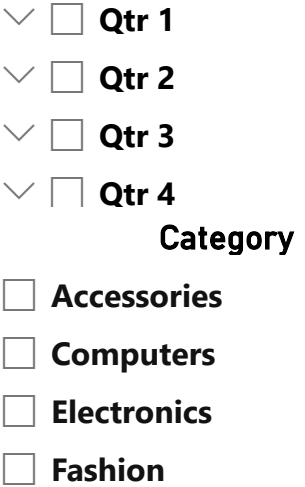 Qtr 1
Qtr 2
Qtr 3
Qtr 4
Category
Accessories
Computers
Electronics
Fashion